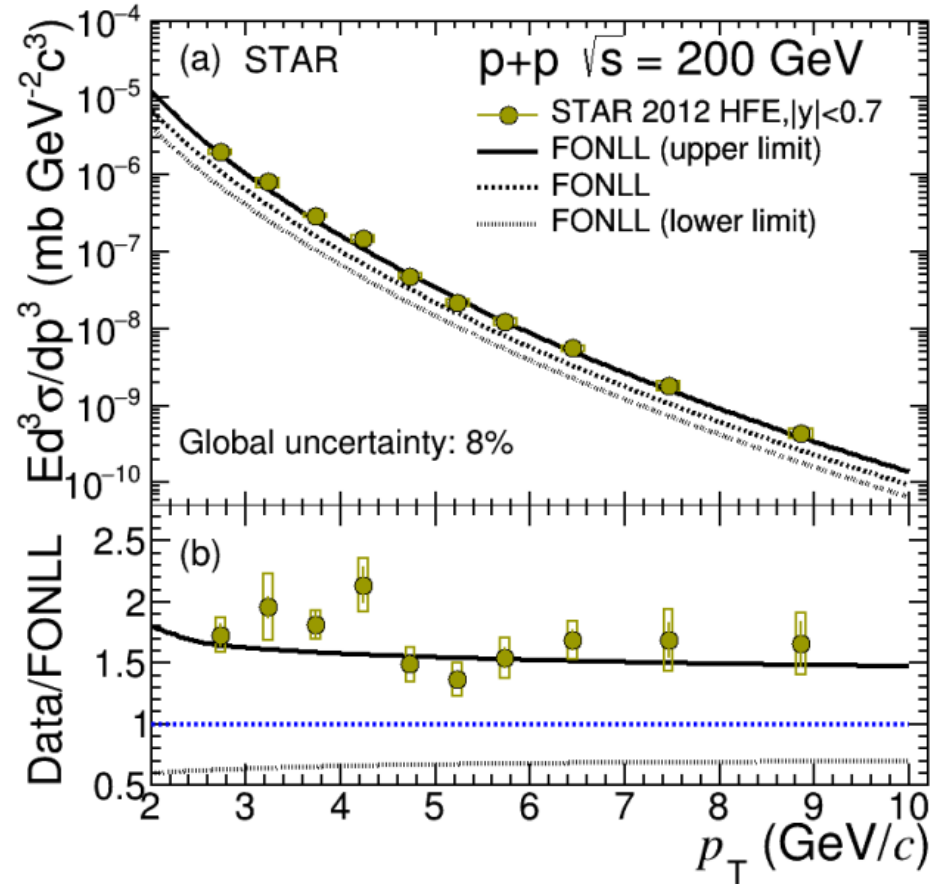 (a) STAR
p+p √s = 200 GeV
STAR 2012 HFE,|y|<0.7
FONLL (upper limit)
FONLL
FONLL (lower limit)
Global uncertainty: 8%
Ed³σ/dp³ (mb GeV⁻²c³)
10⁻⁴
10⁻⁵
10⁻⁶
10⁻⁷
10⁻⁸
10⁻⁹
10⁻¹⁰
(b)
Data/FONLL
2.5
2
1.5
1
0.5
2 3 4 5 6 7 8 9 10
p_T (GeV/c)